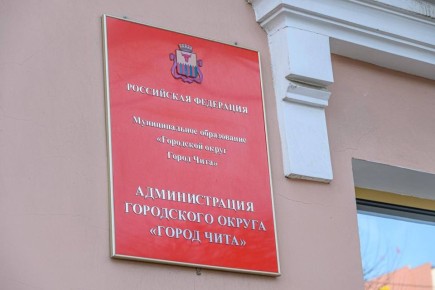 РОССИЙСКАЯ ФЕДЕРАЦИЯ
Муниципальное образование
«Городской округ
Город Чита»
АДМИНИСТРАЦИЯ
ГОРОДСКОГО ОКРУГА
«ГОРОД ЧИТА»